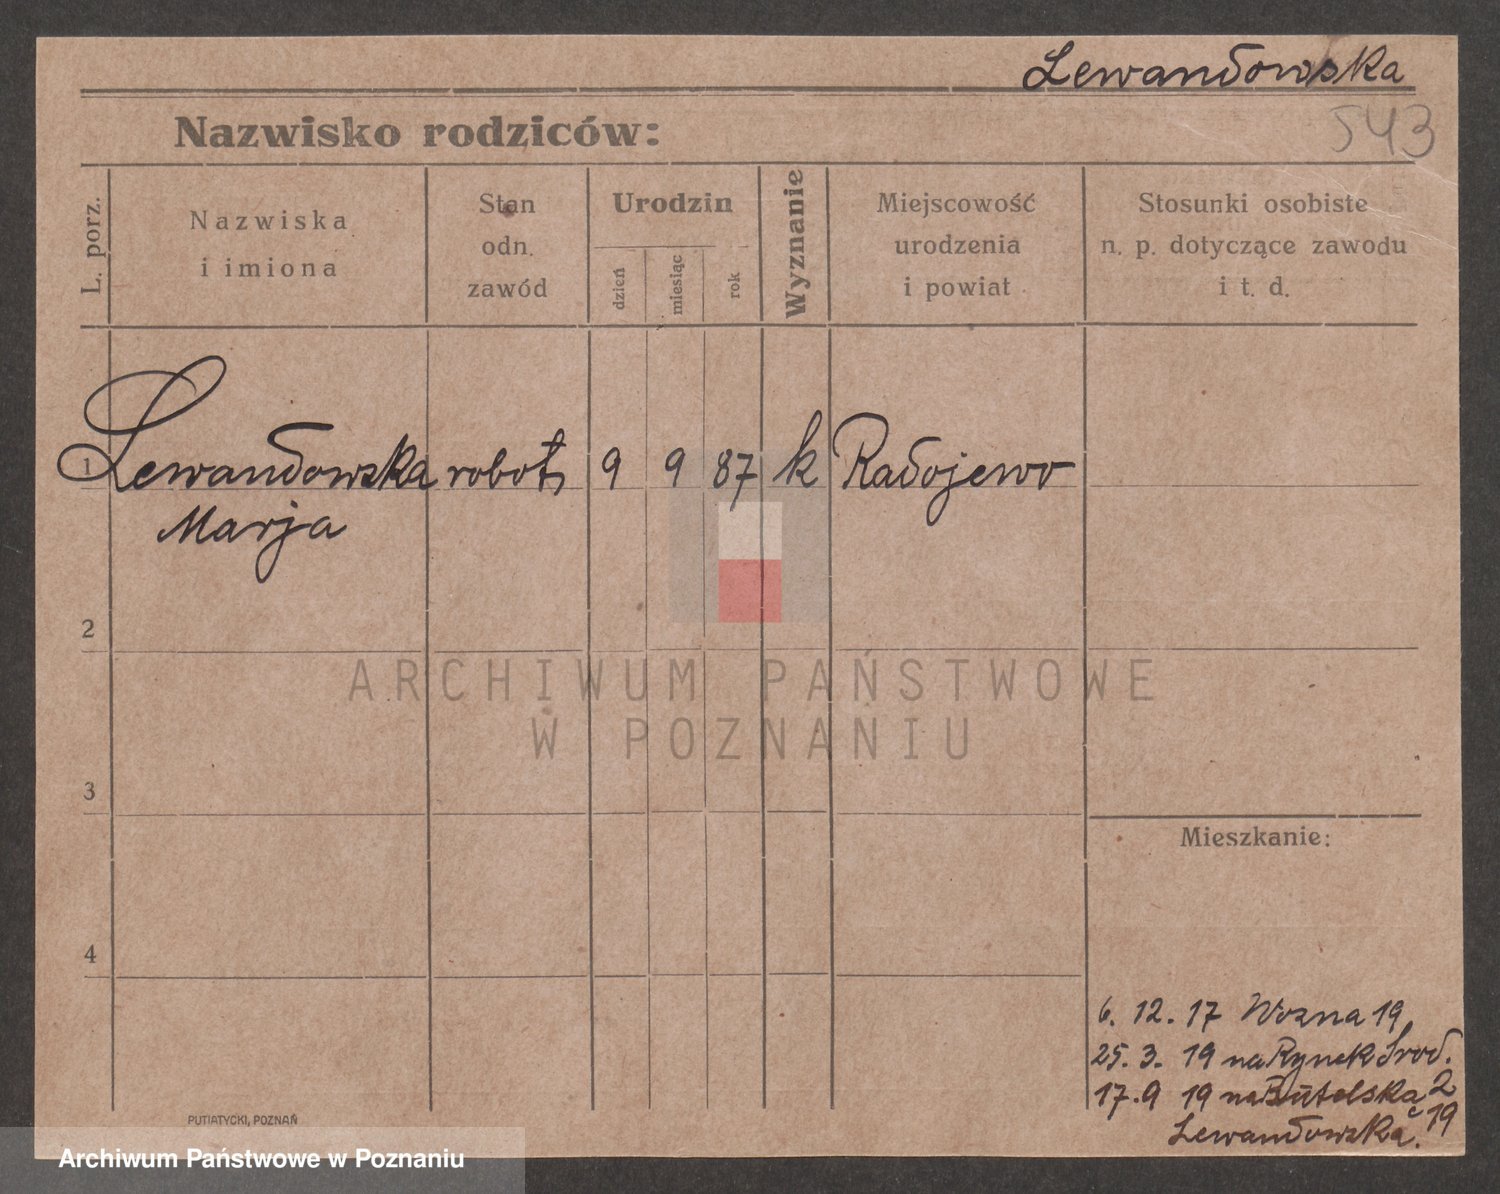 Lewandowska
543
Nazwisko rodziców:
L. porz.
Nazwiska
i imiona
Stan
odn.
zawód
Urodzin
dzień
miesiąc
rok
Wyznanie
Miejscowość
urodzenia
i powiat
Stosunki osobiste
n. p. dotyczące zawodu
i t. d.
1 Lewandowska robot. 9 9 87 k Radojewo
Marja
2
ARCHIWUM PAŃSTWOWE
W POZNANIU
3
Mieszkanie:
4
6. 12. 17 Wozna 19
25. 3. 19 na Rynek Srod.
2
17. 9 19 na Butelska 19
Lewandowska.
PUTIATYCKI, POZNAŃ
Archiwum Państwowe w Poznaniu